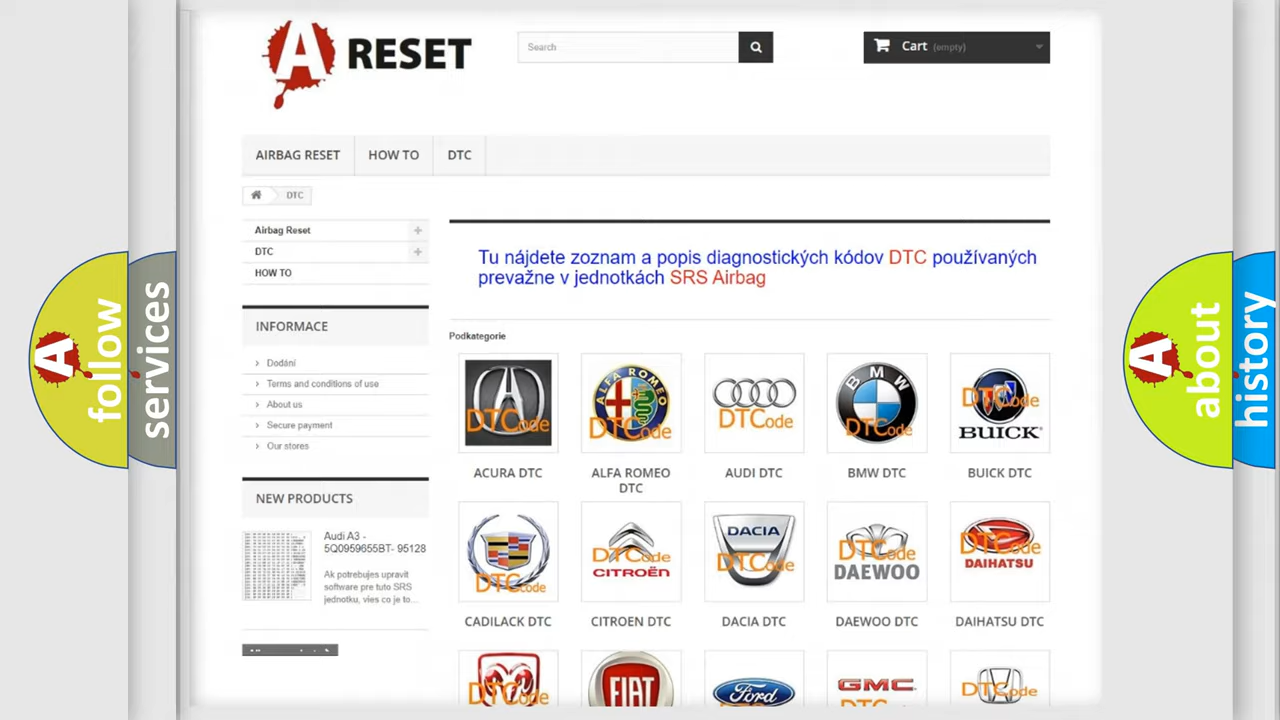 A RESET
Search
Cart (empty)
AIRBAG RESET
HOW TO
DTC
DTC
Airbag Reset
DTC
HOW TO
INFORMACE
Dodání
Terms and conditions of use
About us
Secure payment
Our stores
NEW PRODUCTS
Audi A3 -
5Q0959655BT- 95128
Ak potrebujes upravit
software pre tuto SRS
jednotku, vies co je to...
Tu nájdete zoznam a popis diagnostických kódov DTC používaných
prevažne v jednotkách SRS Airbag
Podkategorie
DTCode
ALFA ROMEO
DTCode
DTCode
BMW
DTCode
DTCode
BUICK
ACURA DTC
ALFA ROMEO
DTC
AUDI DTC
BMW DTC
BUICK DTC
DTCode
DTCode
CITROËN
DACIA
DTCode
DTCode
DAEWOO
DTCode
DAIHATSU
CADILACK DTC
CITROEN DTC
DACIA DTC
DAEWOO DTC
DAIHATSU DTC
DTCode
FIAT
Ford
GMC
DTCode
A follow
services
A about
history